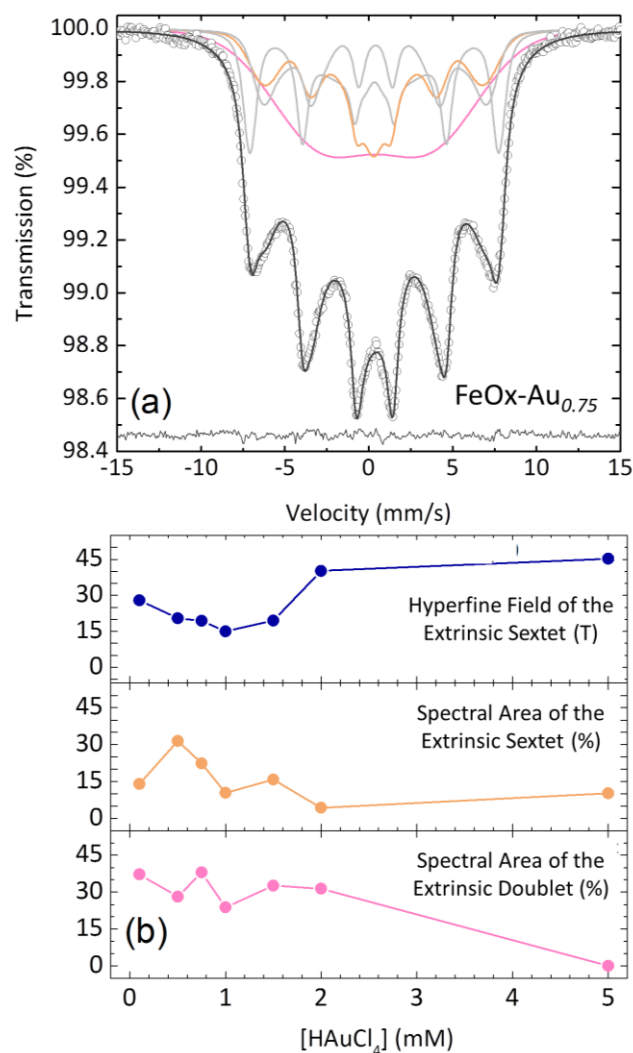 100.0
99.8
99.6
99.4
99.2
99.0
98.8
98.6
98.4
Transmission (%)
(a)
FeOx-Au0.75
-15 -10 -5 0 5 10 15
Velocity (mm/s)
45
30
15
0
Hyperfine Field of the
Extrinsic Sextet (T)
45
30
15
0
Spectral Area of the
Extrinsic Sextet (%)
45
30
15
0
Spectral Area of the
Extrinsic Doublet (%)
(b)
0 1 2 3 4 5
[HAuCl4] (mM)